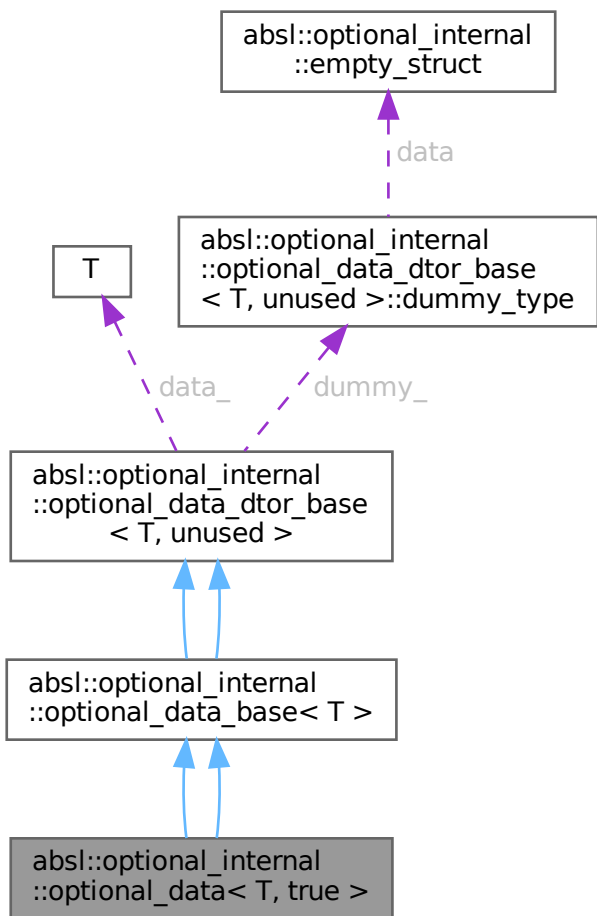 absl::optional_internal
::empty_struct
data
absl::optional_internal
::optional_data_dtor_base
< T, unused >::dummy_type
T
data_
dummy_
absl::optional_internal
::optional_data_dtor_base
< T, unused >
absl::optional_internal
::optional_data_base< T >
absl::optional_internal
::optional_data< T, true >